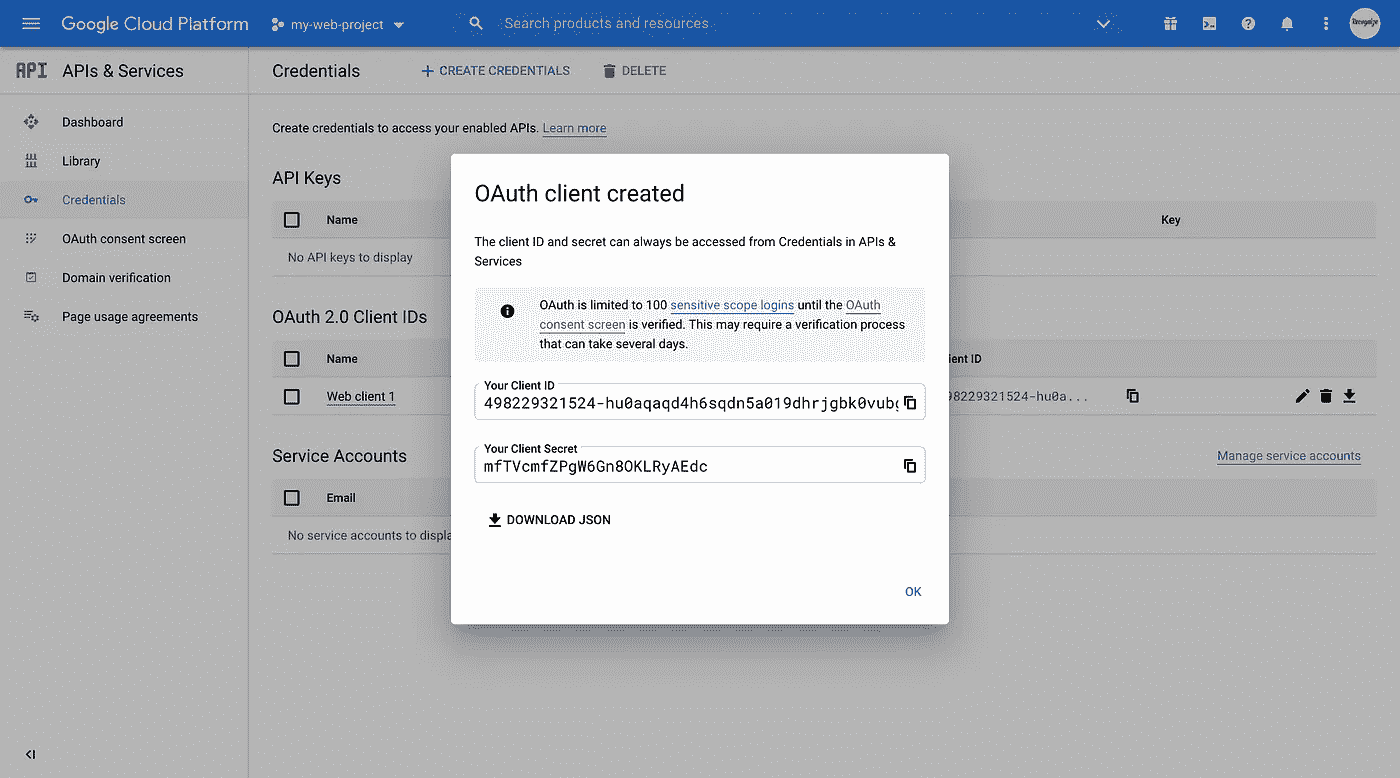 Google Cloud Platform
my-web-project
Search products and resources
API
APIs & Services
Credentials
CREATE CREDENTIALS
DELETE
Dashboard
Library
Credentials
OAuth consent screen
Domain verification
Page usage agreements
Create credentials to access your enabled APIs. Learn more
API Keys
Name
Key
No API keys to display
OAuth 2.0 Client IDs
Name
ient ID
Web client 1
98229321524-hu0a...
Service Accounts
Manage service accounts
Email
No service accounts to displa
OAuth client created
The client ID and secret can always be accessed from Credentials in APIs &
Services
OAuth is limited to 100 sensitive scope logins until the OAuth
consent screen is verified. This may require a verification process
that can take several days.
Your Client ID
498229321524-hu0aqaqd4h6sqdn5a019dhrjgbk0vubg
Your Client Secret
mfTVcmfZPgW6Gn8OKLRyAEdc
DOWNLOAD JSON
OK